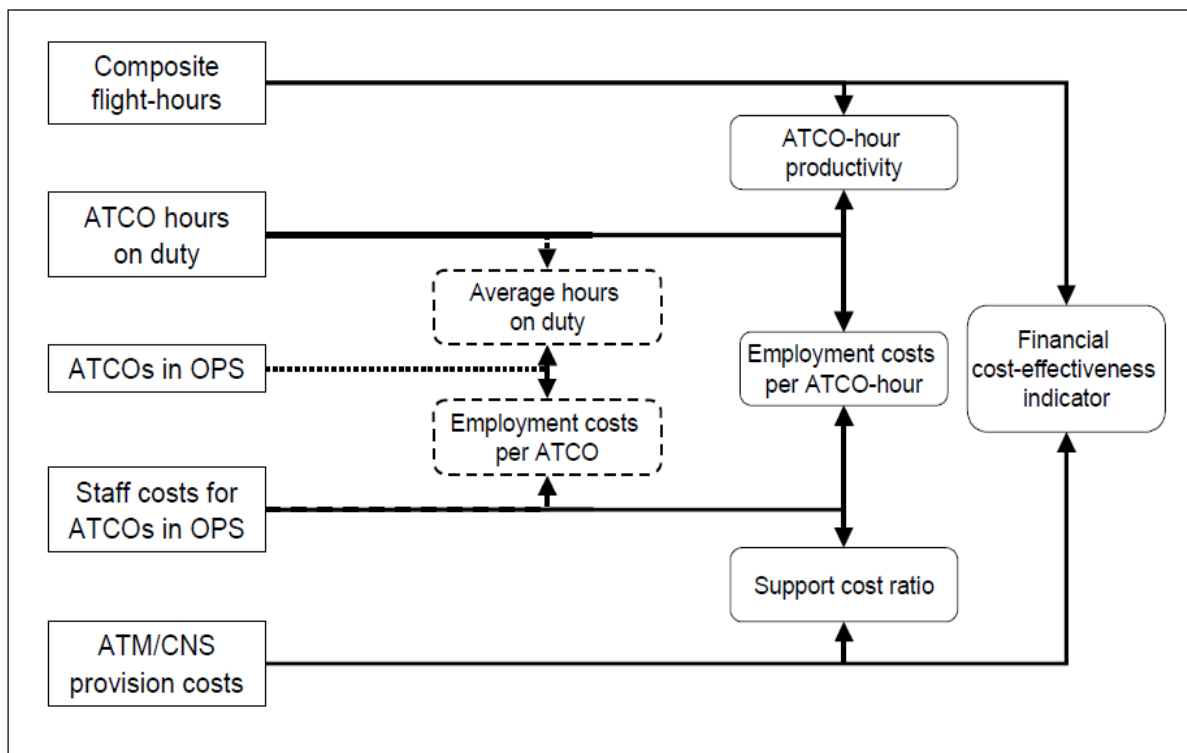 Composite
flight-hours
ATCO-hour
productivity
ATCO hours
on duty
Average hours
on duty
ATCOs in OPS
Employment costs
per ATCO-hour
Financial
cost-effectiveness
indicator
Employment costs
per ATCO
Staff costs for
ATCOs in OPS
Support cost ratio
ATM/CNS
provision costs